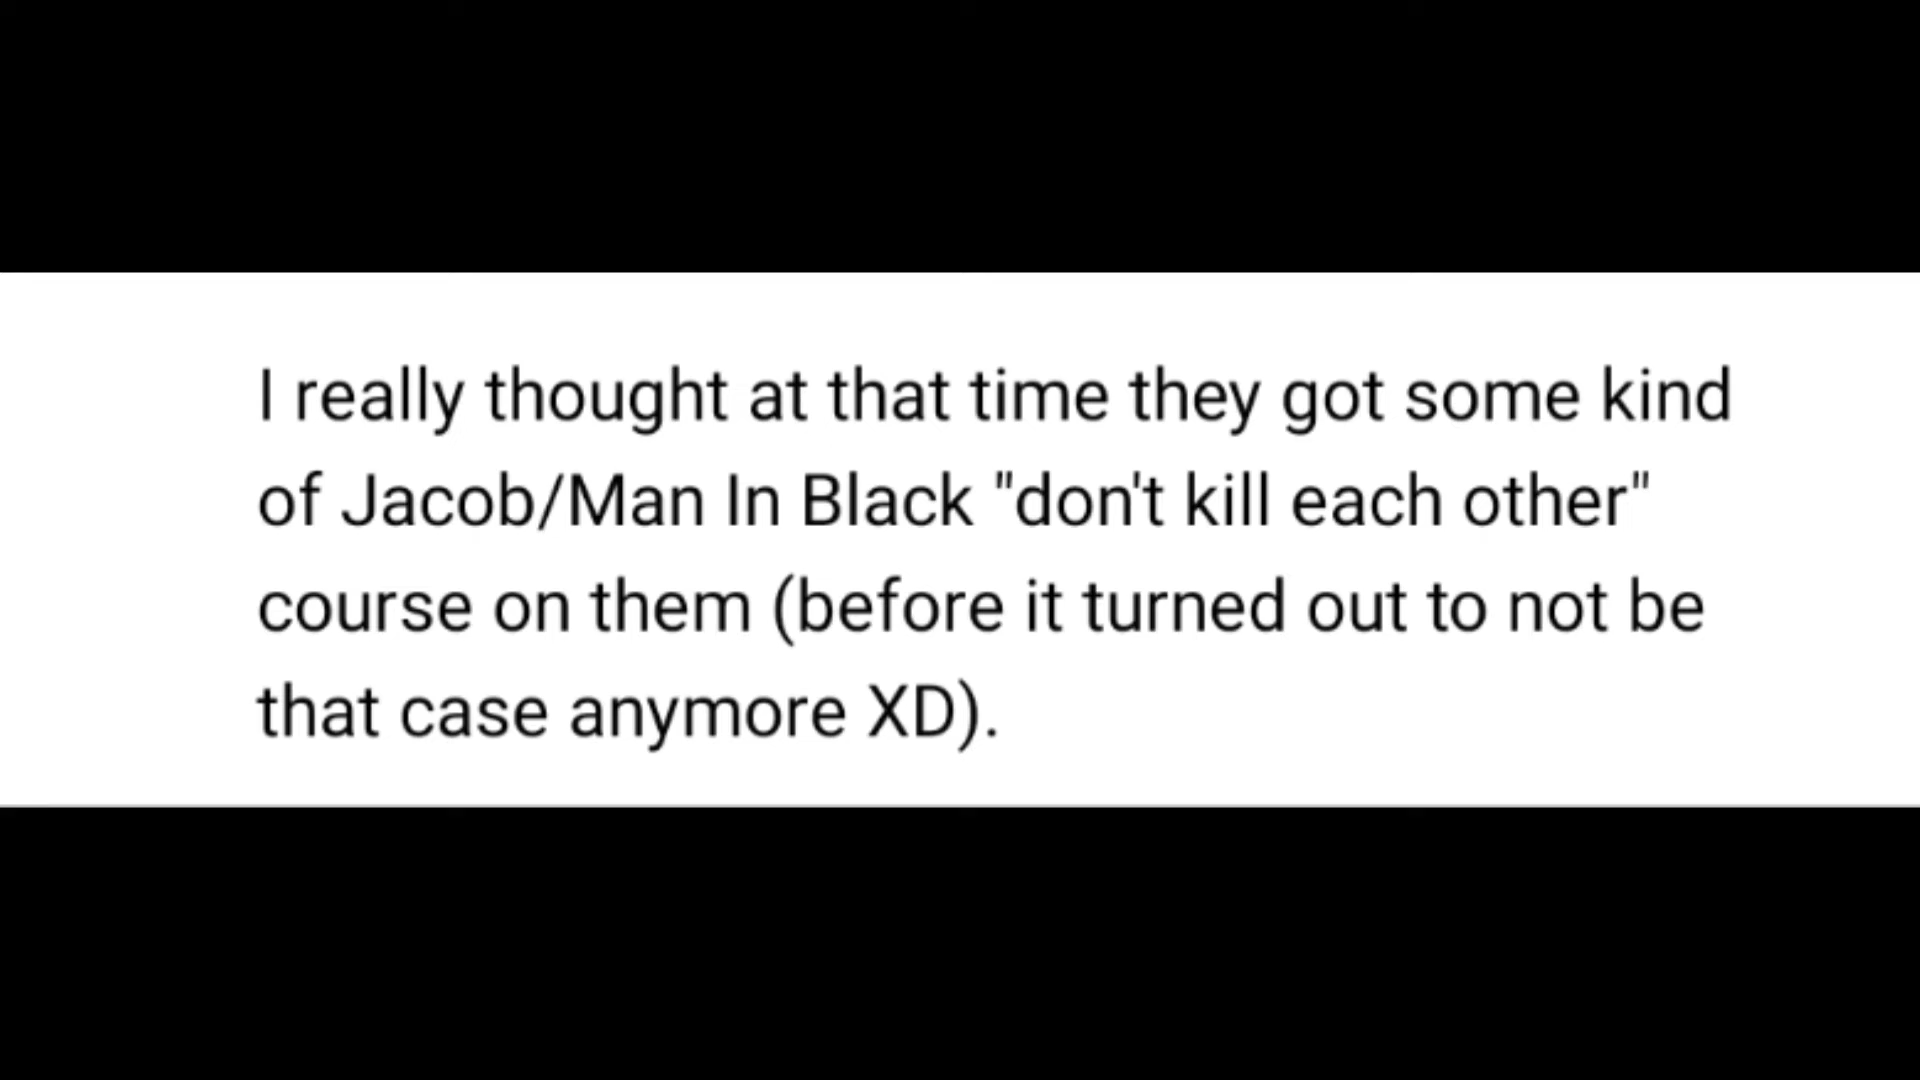 I really thought at that time they got some kind
of Jacob/Man In Black "don't kill each other"
course on them (before it turned out to not be
that case anymore XD).